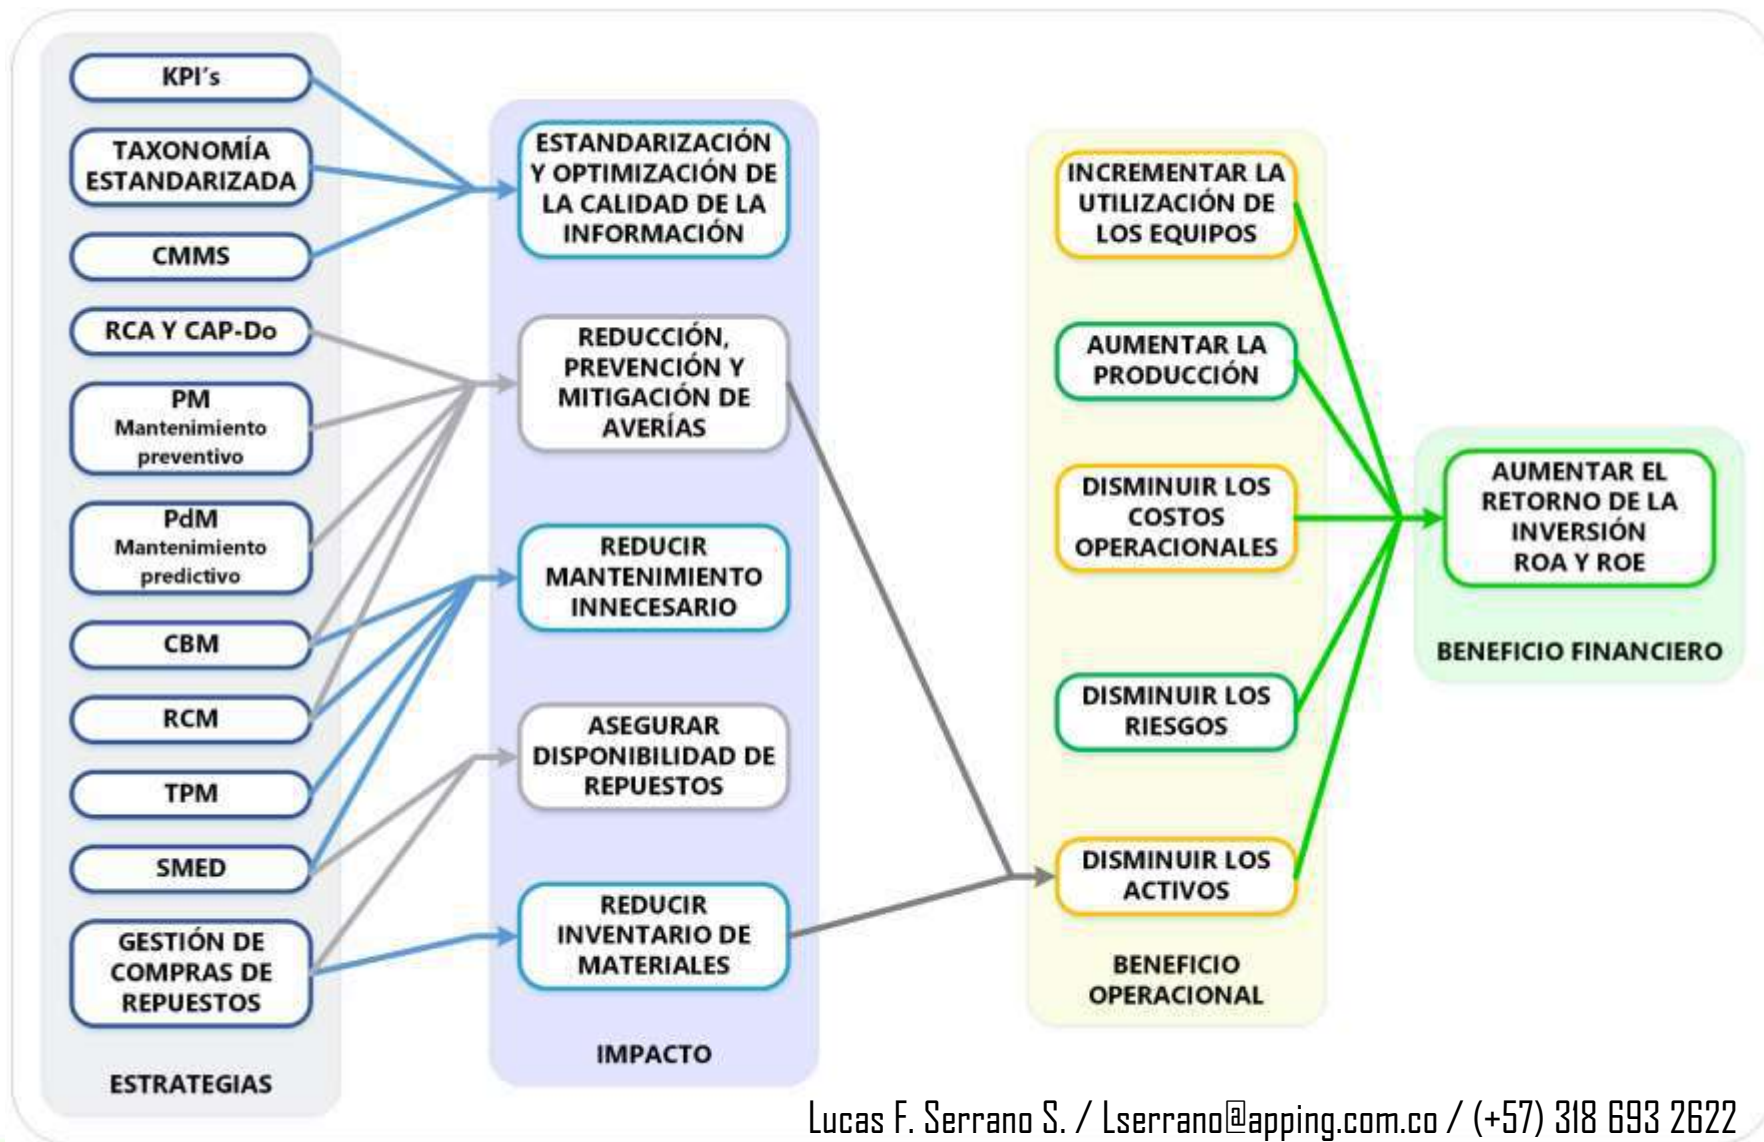 KPI´s
TAXONOMÍA
ESTANDARIZADA
CMMS
RCA Y CAP-Do
PM
Mantenimiento
preventivo
PdM
Mantenimiento
predictivo
CBM
RCM
TPM
SMED
GESTIÓN DE
COMPRAS DE
REPUESTOS
ESTRATEGIAS
ESTANDARIZACIÓN
Y OPTIMIZACIÓN DE
LA CALIDAD DE LA
INFORMACIÓN
REDUCCIÓN,
PREVENCIÓN Y
MITIGACIÓN DE
AVERÍAS
REDUCIR
MANTENIMIENTO
INNECESARIO
ASEGURAR
DISPONIBILIDAD DE
REPUESTOS
REDUCIR
INVENTARIO DE
MATERIALES
IMPACTO
INCREMENTAR LA
UTILIZACIÓN DE
LOS EQUIPOS
AUMENTAR LA
PRODUCCIÓN
DISMINUIR LOS
COSTOS
OPERACIONALES
DISMINUIR LOS
RIESGOS
DISMINUIR LOS
ACTIVOS
BENEFICIO
OPERACIONAL
AUMENTAR EL
RETORNO DE LA
INVERSIÓN
ROA Y ROE
BENEFICIO FINANCIERO
Lucas F. Serrano S. / Lserrano@apping.com.co / (+57) 318 693 2622